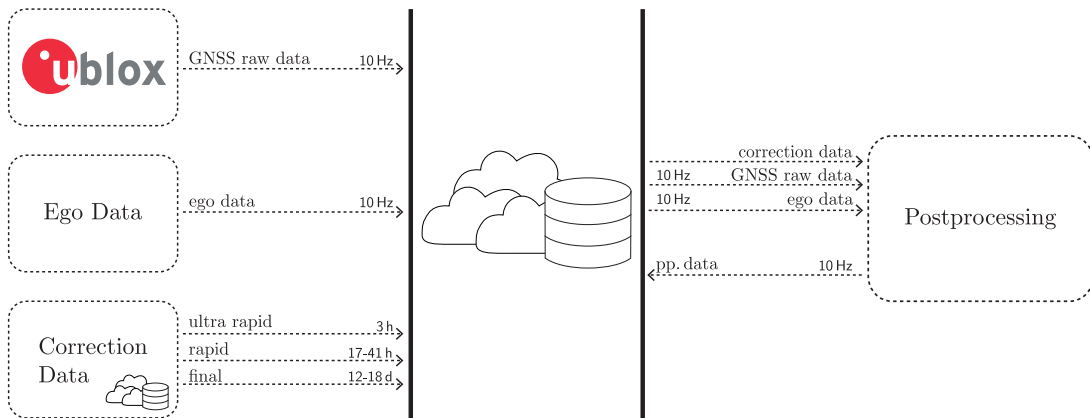 ublox
GNSS raw data 10 Hz
Ego Data
ego data 10 Hz
Correction
Data
ultra rapid 3 h
rapid 17-41 h
final 12-18 d
correction data
10 Hz GNSS raw data
10 Hz ego data
pp. data 10 Hz
Postprocessing